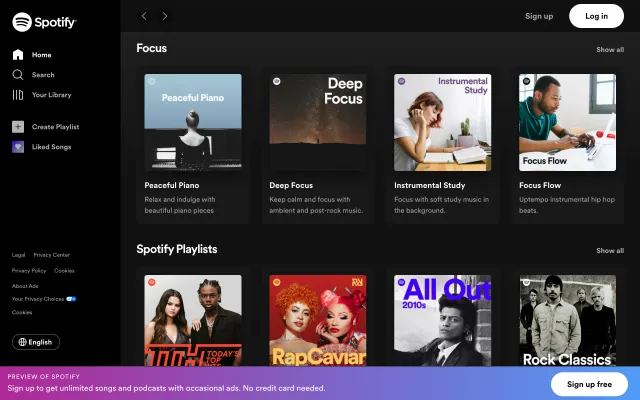 Spotify
Home
Search
Your Library
Create Playlist
Liked Songs
Legal Privacy Center
Privacy Policy Cookies
About Ads
Your Privacy Choices
Cookies
English
Sign up
Log in
Focus
Show all
Peaceful Piano
Deep
Focus
Instrumental
Study
Focus Flow
Peaceful Piano
Relax and indulge with
beautiful piano pieces
Deep Focus
Keep calm and focus with
ambient and post-rock music.
Instrumental Study
Focus with soft study music in
the background.
Focus Flow
Uptempo instrumental hip hop
beats.
Spotify Playlists
Show all
TODAY'S
TOP
RapCaviar
All Out
2010s
Rock Classics
PREVIEW OF SPOTIFY
Sign up to get unlimited songs and podcasts with occasional ads. No credit card needed.
Sign up free